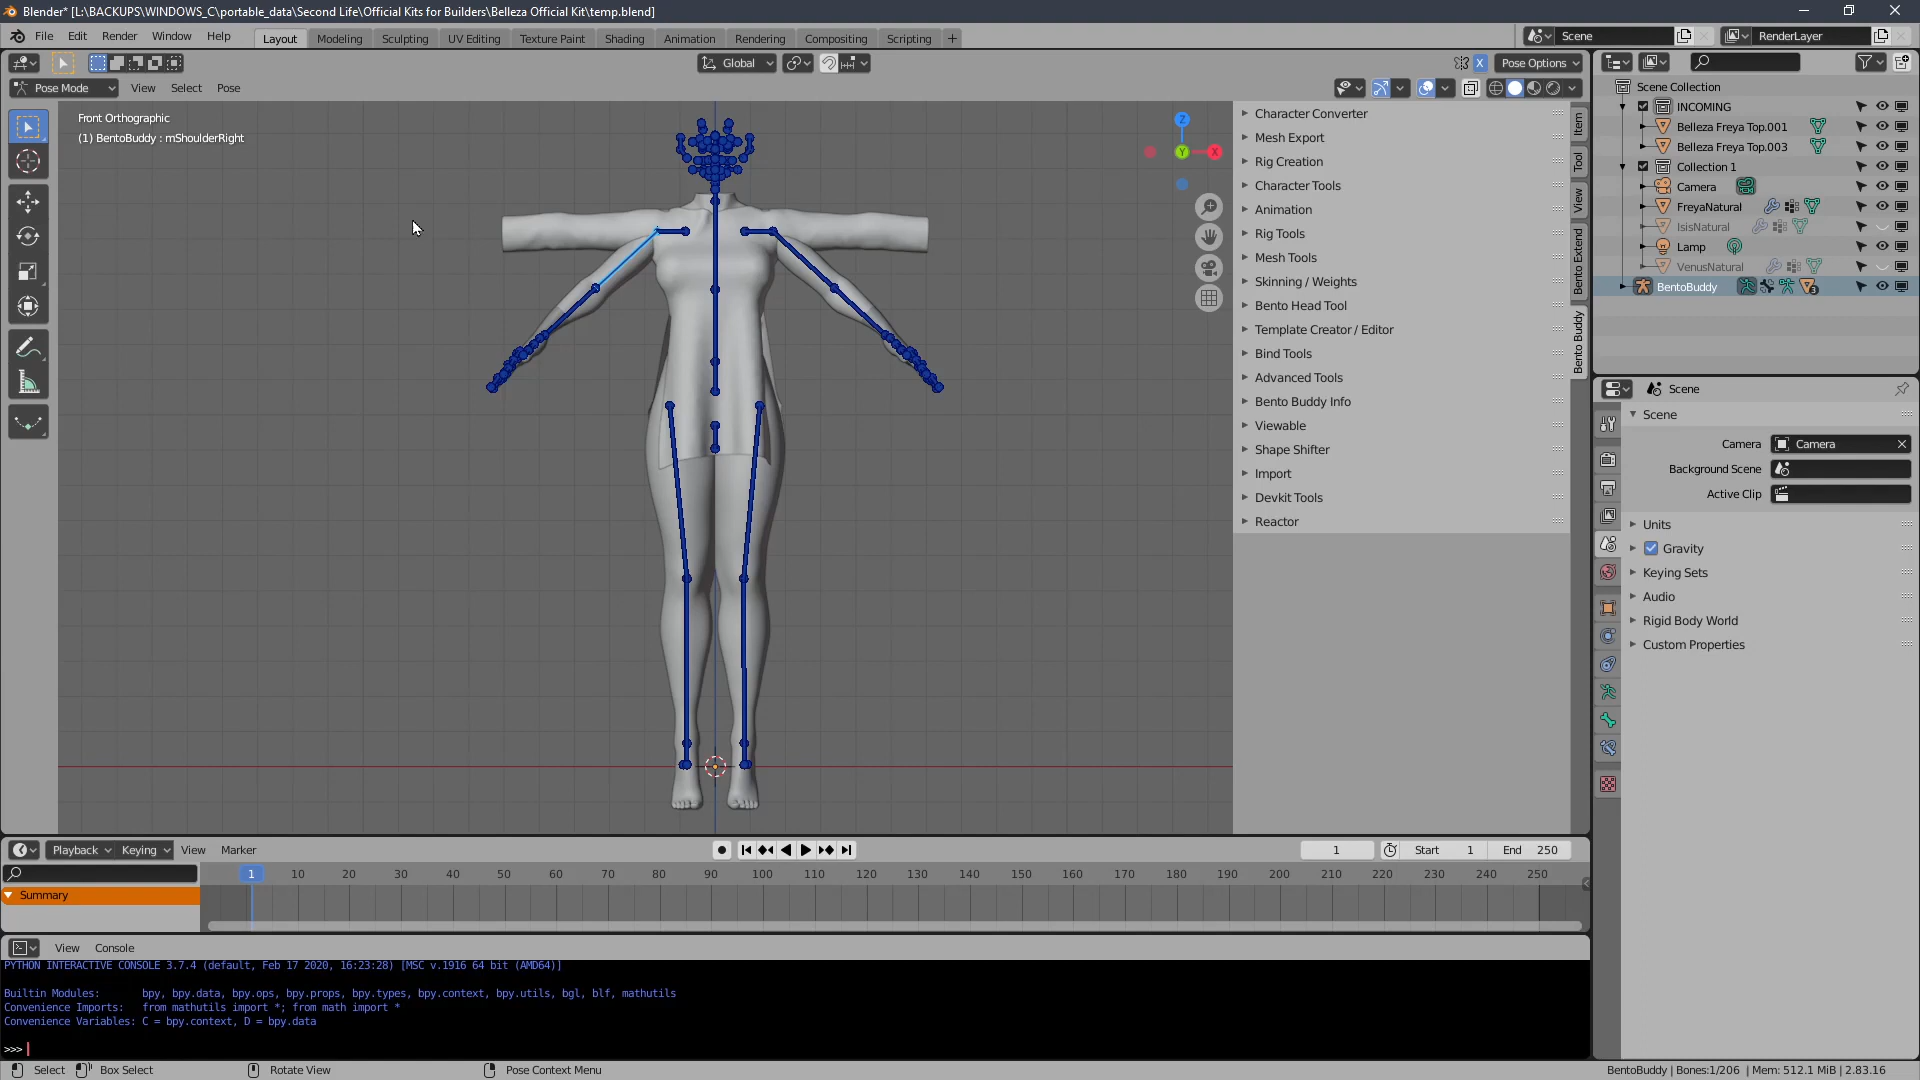 Blender* [L:\BACKUPS\WINDOWS_C\portable_data\Second Life\Official Kits for Builders\Belleza Official Kit\temp.blend]
File Edit Render Window Help Layout Modeling Sculpting UV Editing Texture Paint Shading Animation Rendering Compositing Scripting + Scene RenderLayer
Global X Pose Options
Pose Mode View Select Pose
Front Orthographic
(1) BentoBuddy : mShoulderRight
Z
Y
X
Character Converter
Mesh Export
Rig Creation
Character Tools
Animation
Rig Tools
Mesh Tools
Skinning / Weights
Bento Head Tool
Template Creator / Editor
Bind Tools
Advanced Tools
Bento Buddy Info
Viewable
Shape Shifter
Import
Devkit Tools
Reactor
Item
Tool
View
Bento Extend
Bento Buddy
Scene Collection
INCOMING
Belleza Freya Top.001
Belleza Freya Top.003
Collection 1
Camera
FreyaNatural
IsisNatural
Lamp
VenusNatural
BentoBuddy 3
Scene
Scene
Camera Camera
Background Scene
Active Clip
Units
Gravity
Keying Sets
Audio
Rigid Body World
Custom Properties
Playback Keying View Marker 1 Start 1 End 250
1 10 20 30 40 50 60 70 80 90 100 110 120 130 140 150 160 170 180 190 200 210 220 230 240 250
Summary
View Console
PYTHON INTERACTIVE CONSOLE 3.7.4 (default, Feb 17 2020, 16:23:28) [MSC v.1916 64 bit (AMD64)]
Builtin Modules: bpy, bpy.data, bpy.ops, bpy.props, bpy.types, bpy.context, bpy.utils, bgl, blf, mathutils
Convenience Imports: from mathutils import *; from math import *
Convenience Variables: C = bpy.context, D = bpy.data
>>>
Select Box Select Rotate View Pose Context Menu BentoBuddy | Bones:1/206 | Mem: 512.1 MiB | 2.83.16